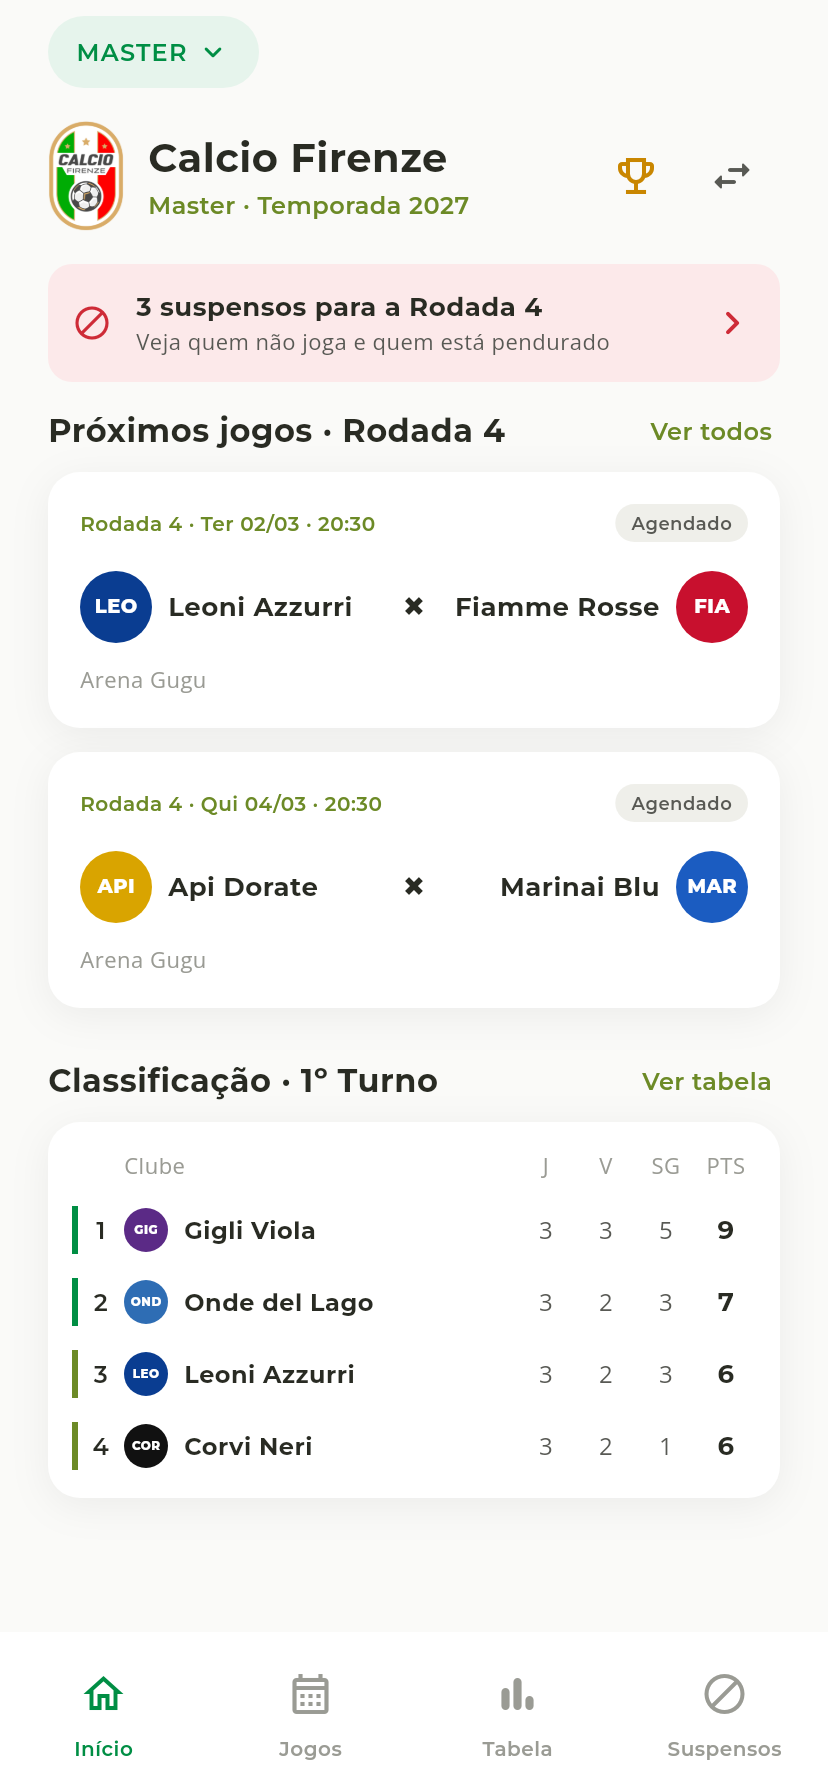 MASTER
CALCIO
FIRENZE
Calcio Firenze
Master · Temporada 2027
3 suspensos para a Rodada 4
Veja quem não joga e quem está pendurado
Próximos jogos · Rodada 4 Ver todos
Rodada 4 · Ter 02/03 · 20:30 Agendado
LEO Leoni Azzurri ✖ Fiamme Rosse FIA
Arena Gugu
Rodada 4 · Qui 04/03 · 20:30 Agendado
API Api Dorate ✖ Marinai Blu MAR
Arena Gugu
Classificação · 1º Turno Ver tabela
Clube J V SG PTS
1 GIG Gigli Viola 3 3 5 9
2 OND Onde del Lago 3 2 3 7
3 LEO Leoni Azzurri 3 2 3 6
4 COR Corvi Neri 3 2 1 6
Início Jogos Tabela Suspensos